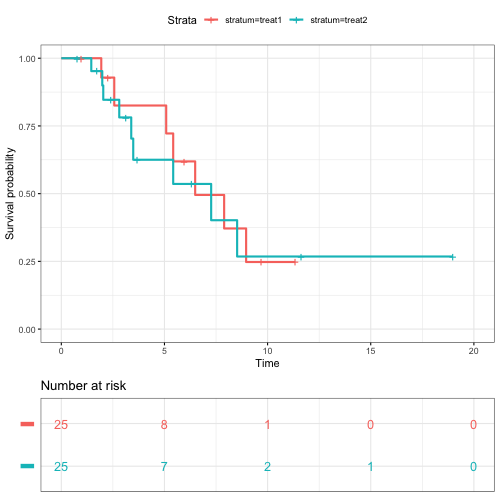 Strata stratum=treat1 stratum=treat2
Survival probability
1.00
0.75
0.50
0.25
0.00
0 5 10 15 20
Time
Number at risk
25 8 1 0 0
25 7 2 1 0